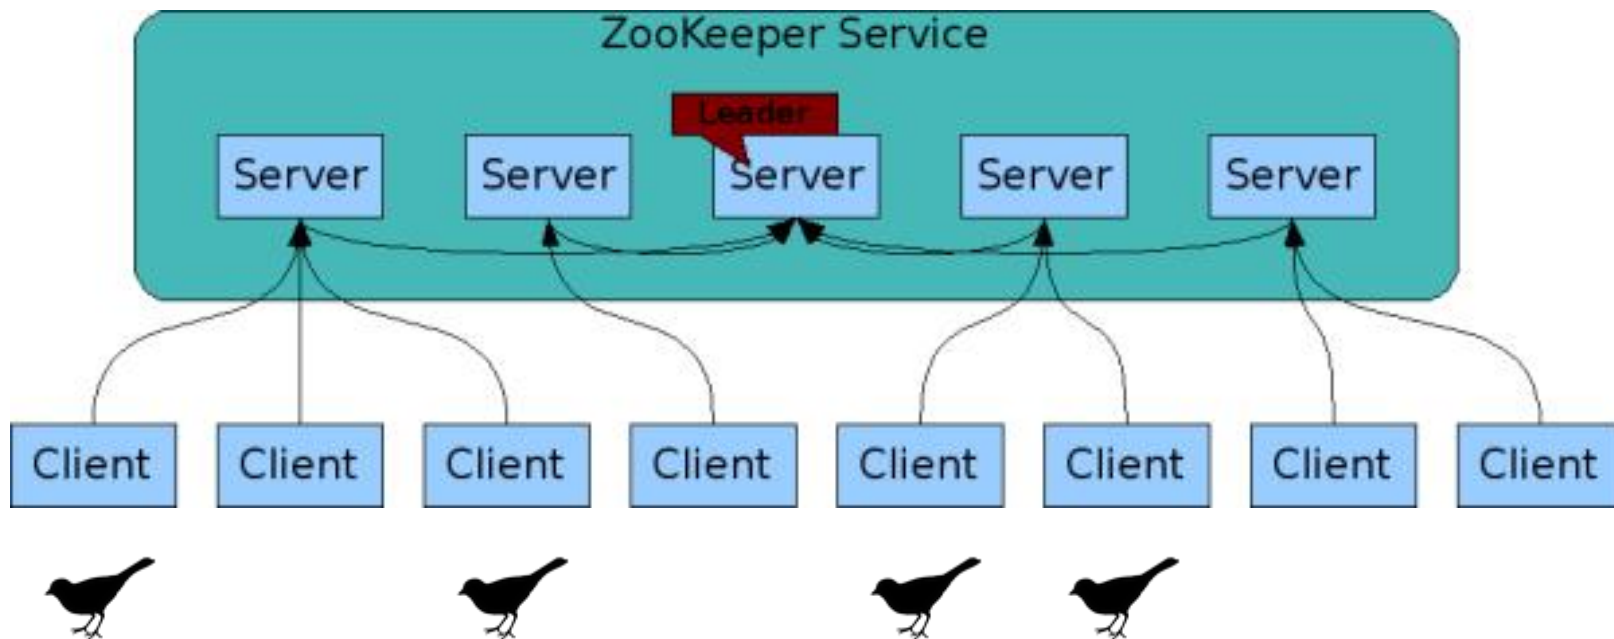 ZooKeeper Service
Leader
Server Server Server Server Server
Client Client Client Client Client Client Client Client